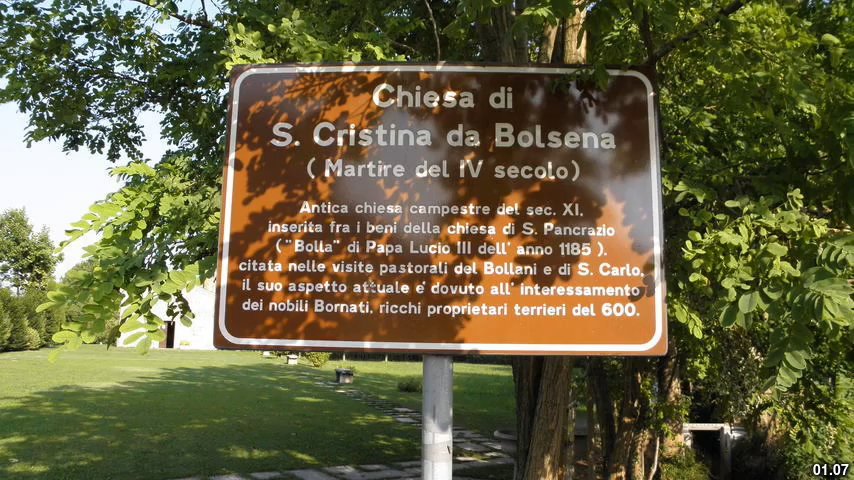 Chiesa di
S. Cristina da Bolsena
( Martire del IV secolo)
Antica chiesa campestre del sec. XI,
inserita fra i beni della chiesa di S. Pancrazio
( "Bolla" di Papa Lucio III dell' anno 1185 ).
citata nelle visite pastorali del Bollani e di S. Carlo,
il suo aspetto attuale e' dovuto all' interessamento
dei nobili Bornati, ricchi proprietari terrieri del 600.
01.07